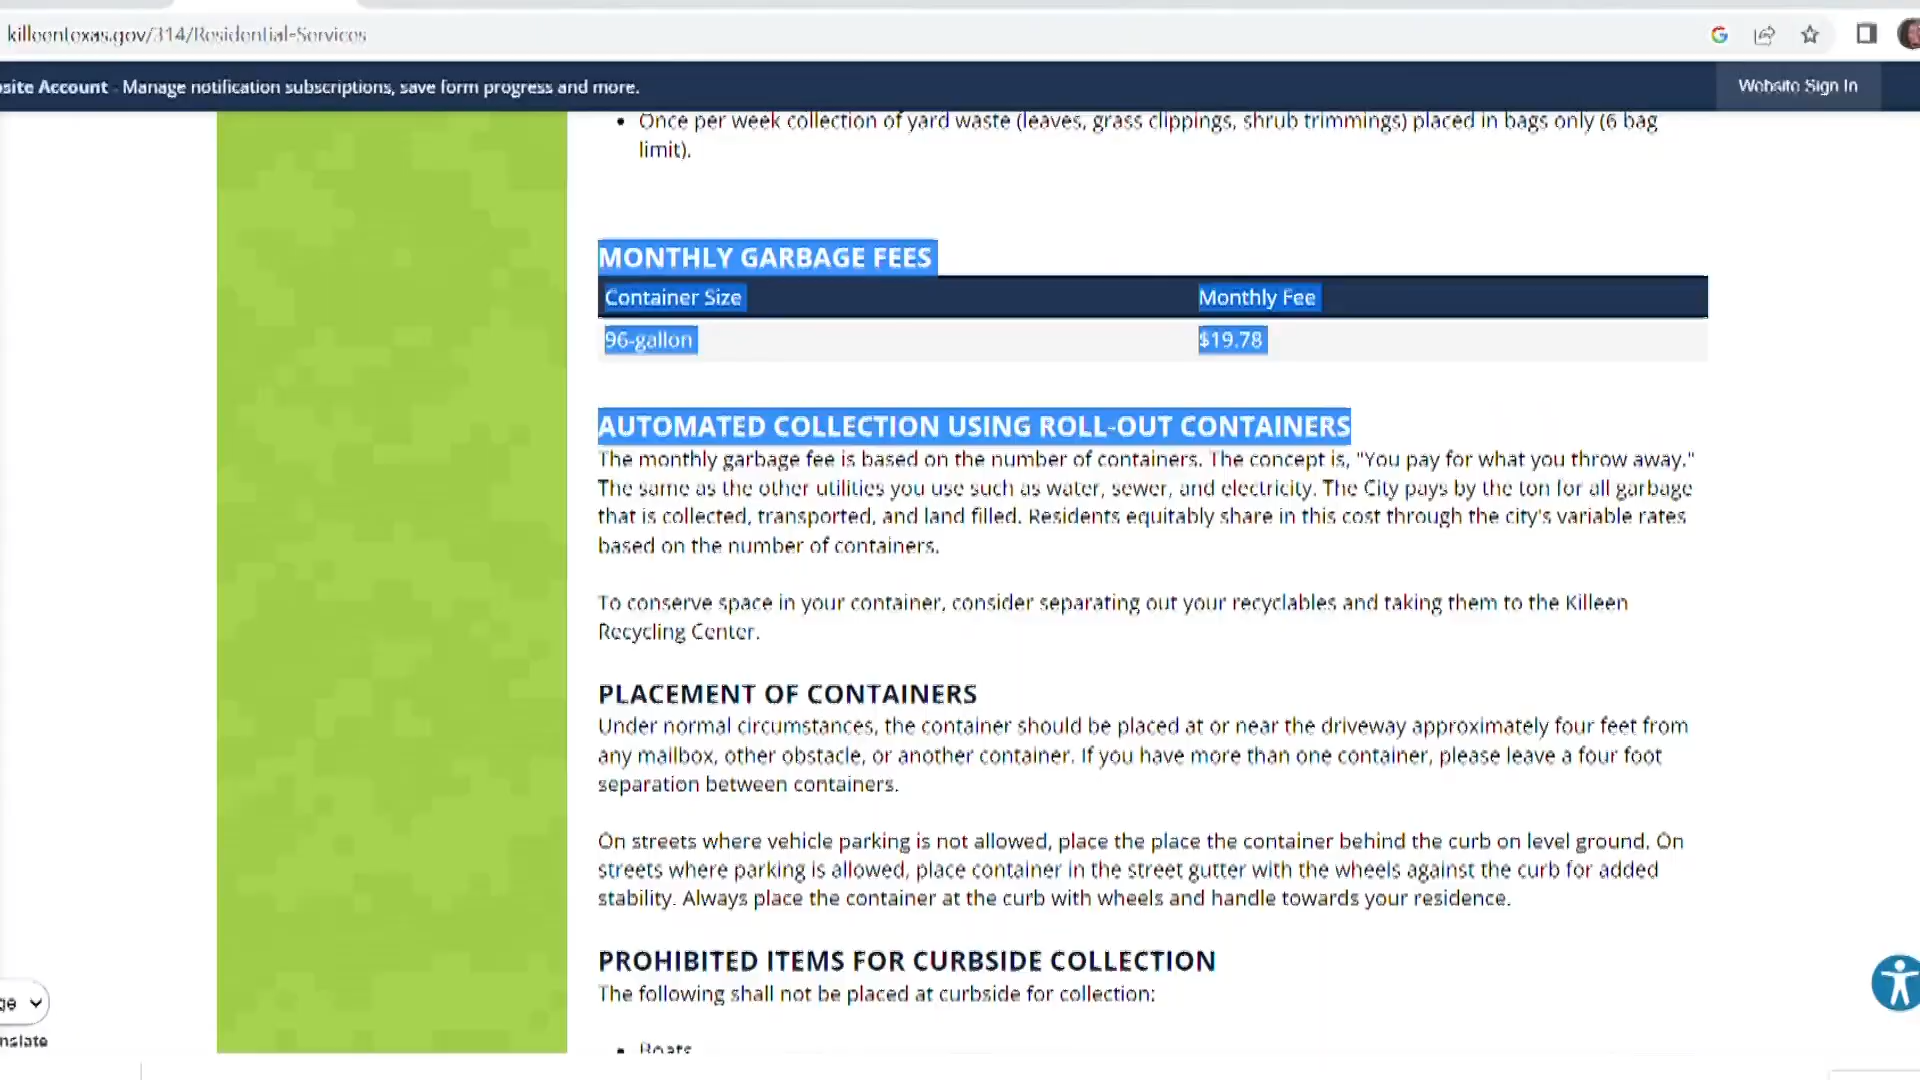 killeentexas.gov/314/Residential-Services
site Account - Manage notification subscriptions, save form progress and more.
Website Sign In
Once per week collection of yard waste (leaves, grass clippings, shrub trimmings) placed in bags only (6 bag
limit).
MONTHLY GARBAGE FEES
Container Size Monthly Fee
96-gallon $19.78
AUTOMATED COLLECTION USING ROLL-OUT CONTAINERS
The monthly garbage fee is based on the number of containers. The concept is, "You pay for what you throw away."
The same as the other utilities you use such as water, sewer, and electricity. The City pays by the ton for all garbage
that is collected, transported, and land filled. Residents equitably share in this cost through the city's variable rates
based on the number of containers.
To conserve space in your container, consider separating out your recyclables and taking them to the Killeen
Recycling Center.
PLACEMENT OF CONTAINERS
Under normal circumstances, the container should be placed at or near the driveway approximately four feet from
any mailbox, other obstacle, or another container. If you have more than one container, please leave a four foot
separation between containers.
On streets where vehicle parking is not allowed, place the place the container behind the curb on level ground. On
streets where parking is allowed, place container in the street gutter with the wheels against the curb for added
stability. Always place the container at the curb with wheels and handle towards your residence.
PROHIBITED ITEMS FOR CURBSIDE COLLECTION
The following shall not be placed at curbside for collection:
Boats
ge
nslate